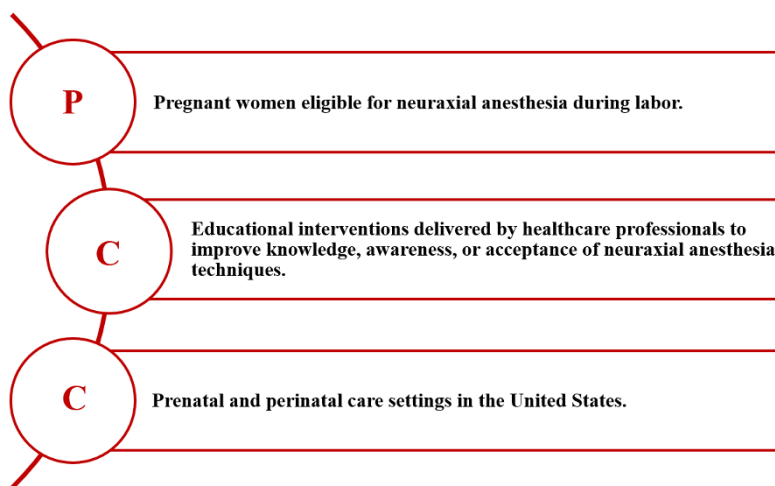 P
Pregnant women eligible for neuraxial anesthesia during labor.
C
Educational interventions delivered by healthcare professionals to
improve knowledge, awareness, or acceptance of neuraxial anesthesia
techniques.
C
Prenatal and perinatal care settings in the United States.